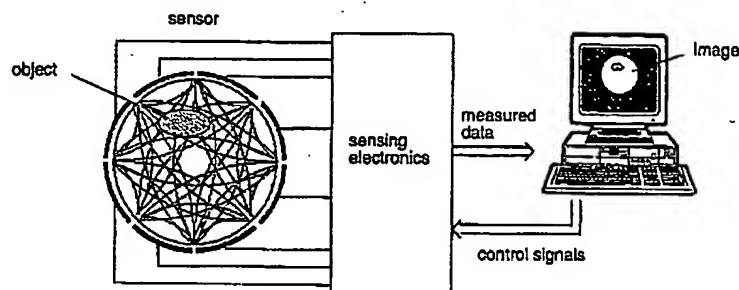 sensor
object
sensing
electronics
measured
data
Image
control signals